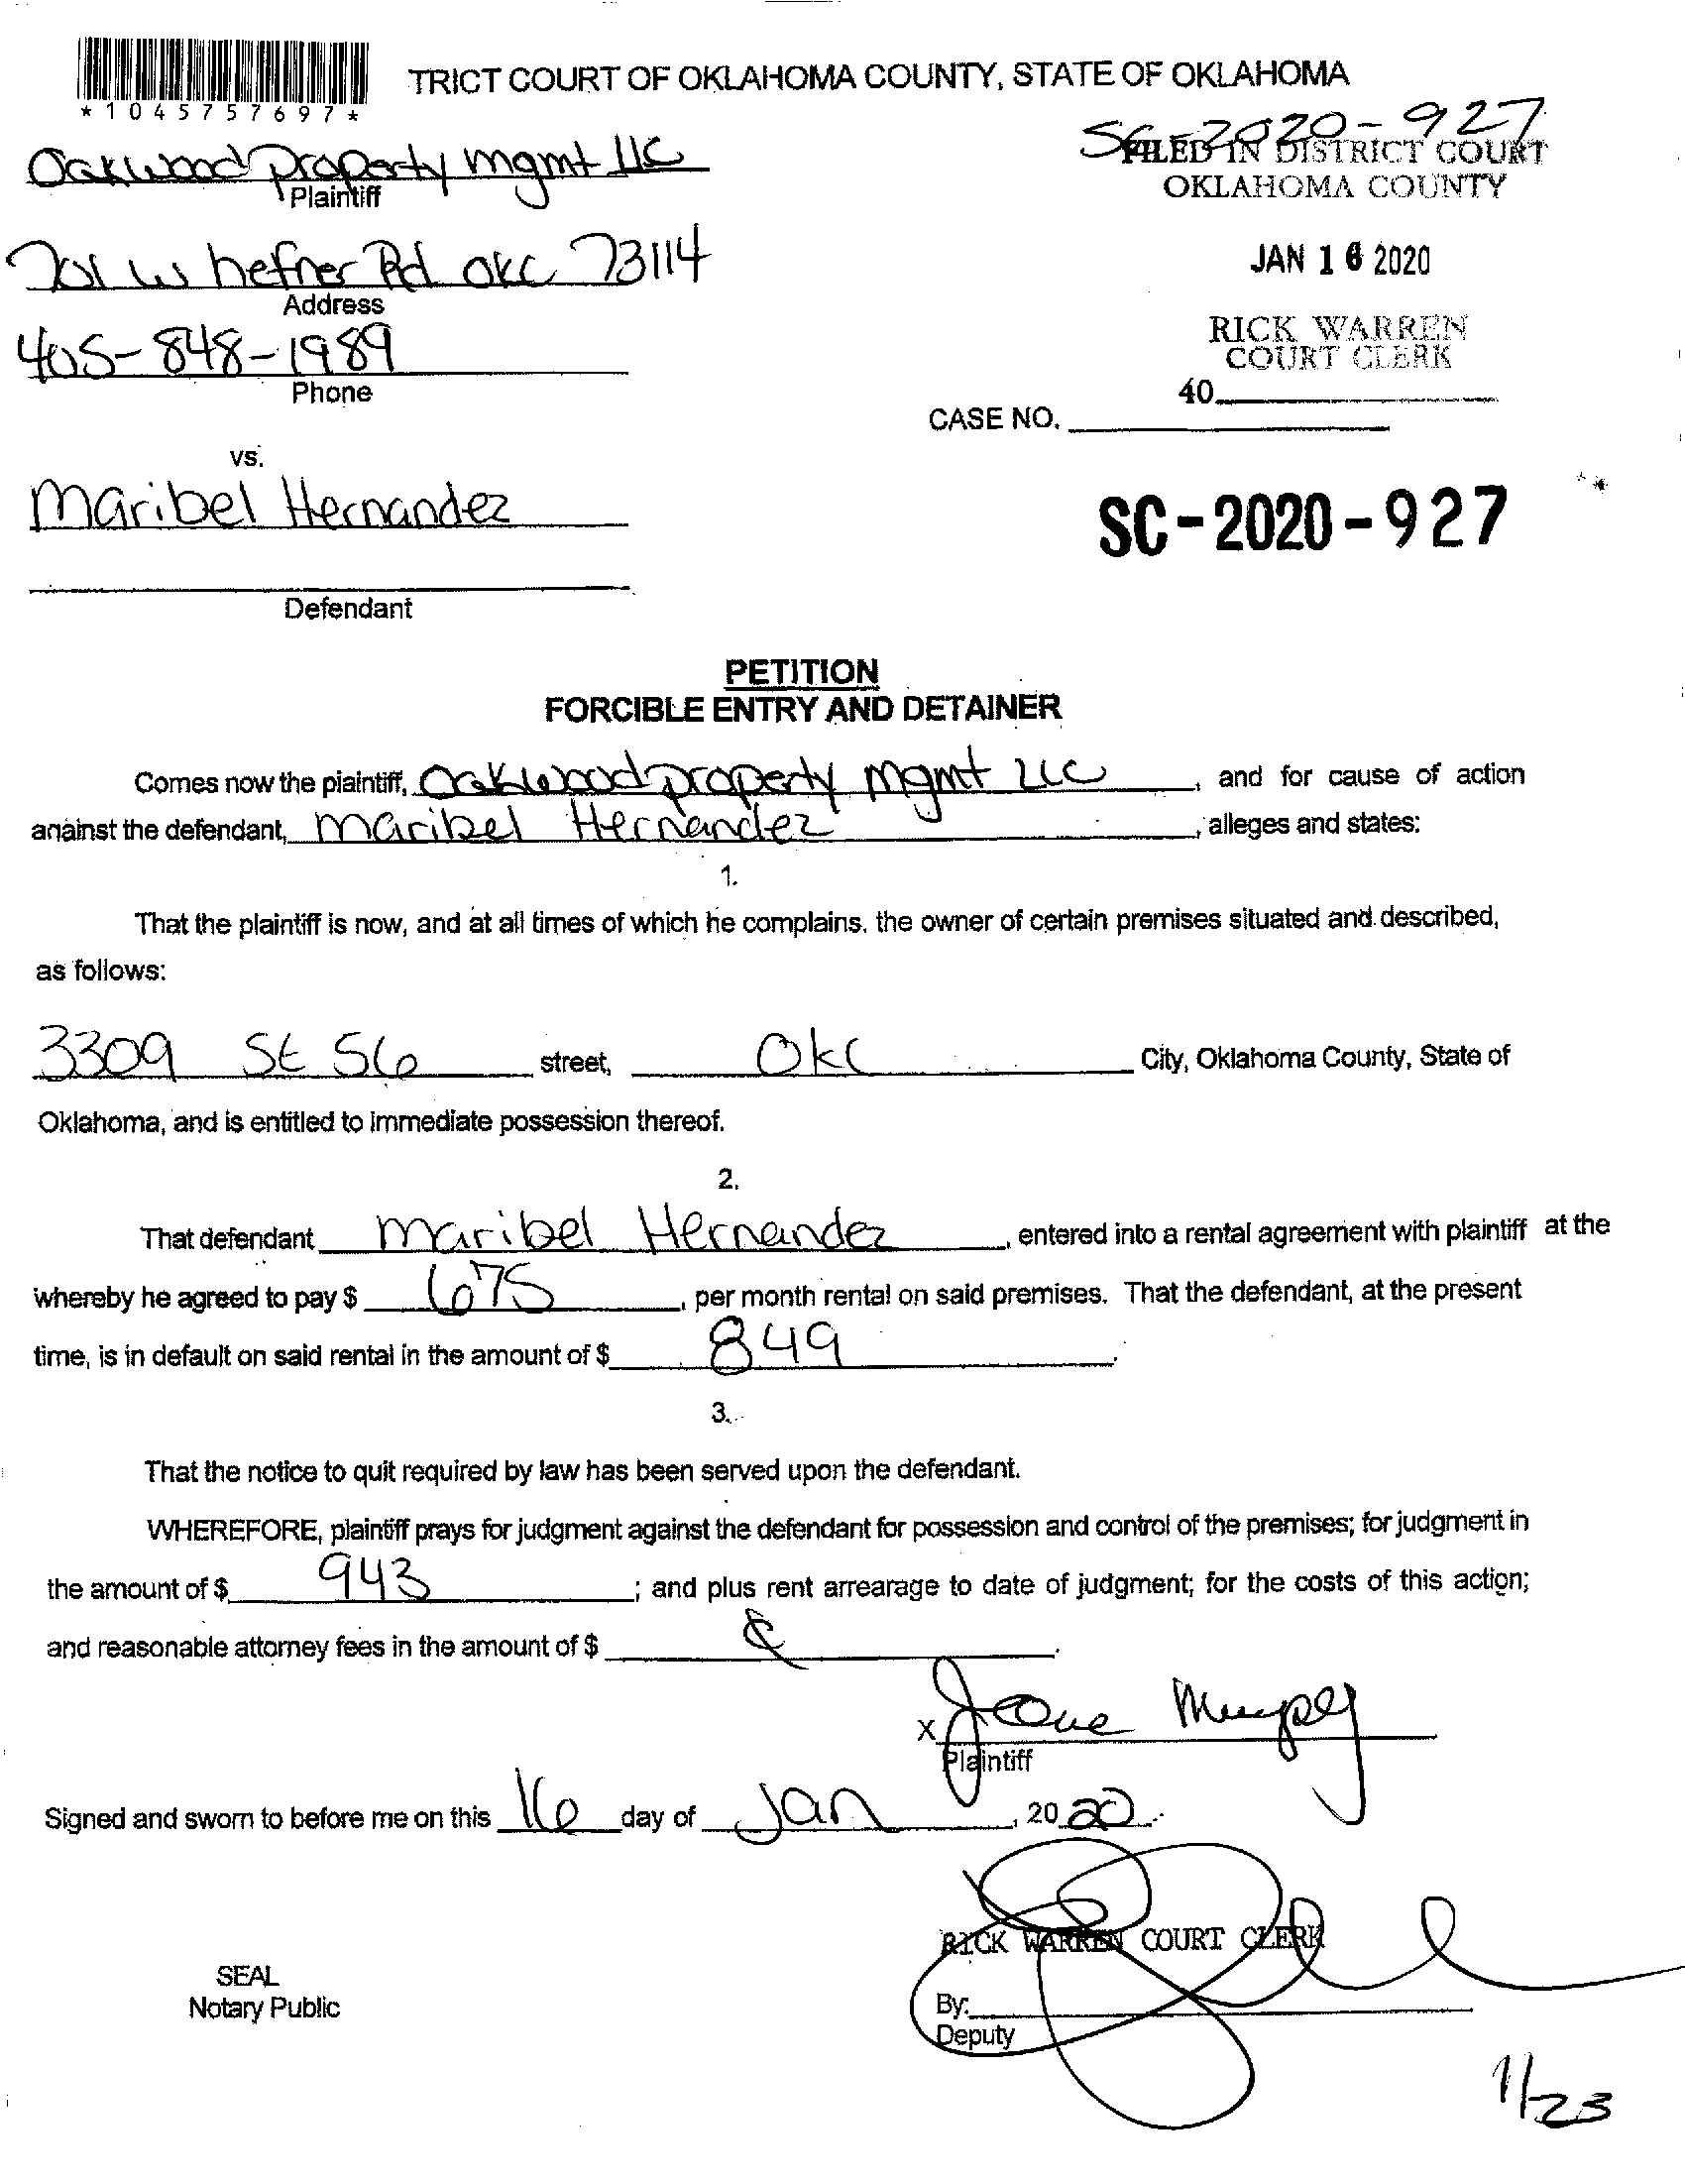 TRICT COURT OF OKLAHOMA COUNTY, STATE OF OKLAHOMA
*1045757697*
SC-2020-927
Oakwood Property mgmt LLC
FILED IN DISTRICT COURT
Plaintiff
OKLAHOMA COUNTY
701 W hefner Rd okc 73114
JAN 16 2020
Address
405-848-1989
RICK WARREN
COURT CLERK
Phone
40
CASE NO.
vs.
Maribel Hernandez
SC-2020-927
Defendant
PETITION
FORCIBLE ENTRY AND DETAINER
Comes now the plaintiff, Oakwood property mgmt LLC, and for cause of action
against the defendant, Maribel Hernandez, alleges and states:
1.
That the plaintiff is now, and at all times of which he complains, the owner of certain premises situated and described,
as follows:
3309 St 56 street, Okc City, Oklahoma County, State of
Oklahoma, and is entitled to immediate possession thereof.
2.
That defendant Maribel Hernandez, entered into a rental agreement with plaintiff at the
whereby he agreed to pay $ 675, per month rental on said premises. That the defendant, at the present
time, is in default on said rental in the amount of $ 849.
3.
That the notice to quit required by law has been served upon the defendant.
WHEREFORE, plaintiff prays for judgment against the defendant for possession and control of the premises; for judgment in
the amount of $ 943; and plus rent arrearage to date of judgment; for the costs of this action;
and reasonable attorney fees in the amount of $ .
X
Plaintiff
Signed and sworn to before me on this 16 day of Jan, 2020.
RICK WARREN COURT CLERK
SEAL
Notary Public
By:
Deputy
1/23